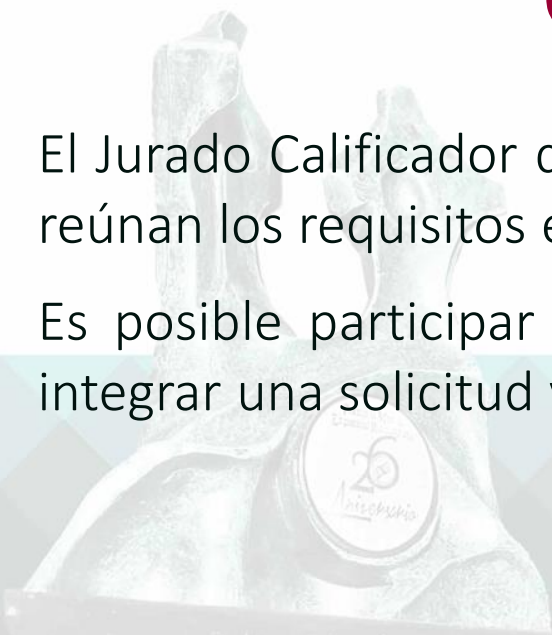 El Jurado Calificador
reúnan los requisitos
Es posible participar
integrar una solicitud
26
Aniversario